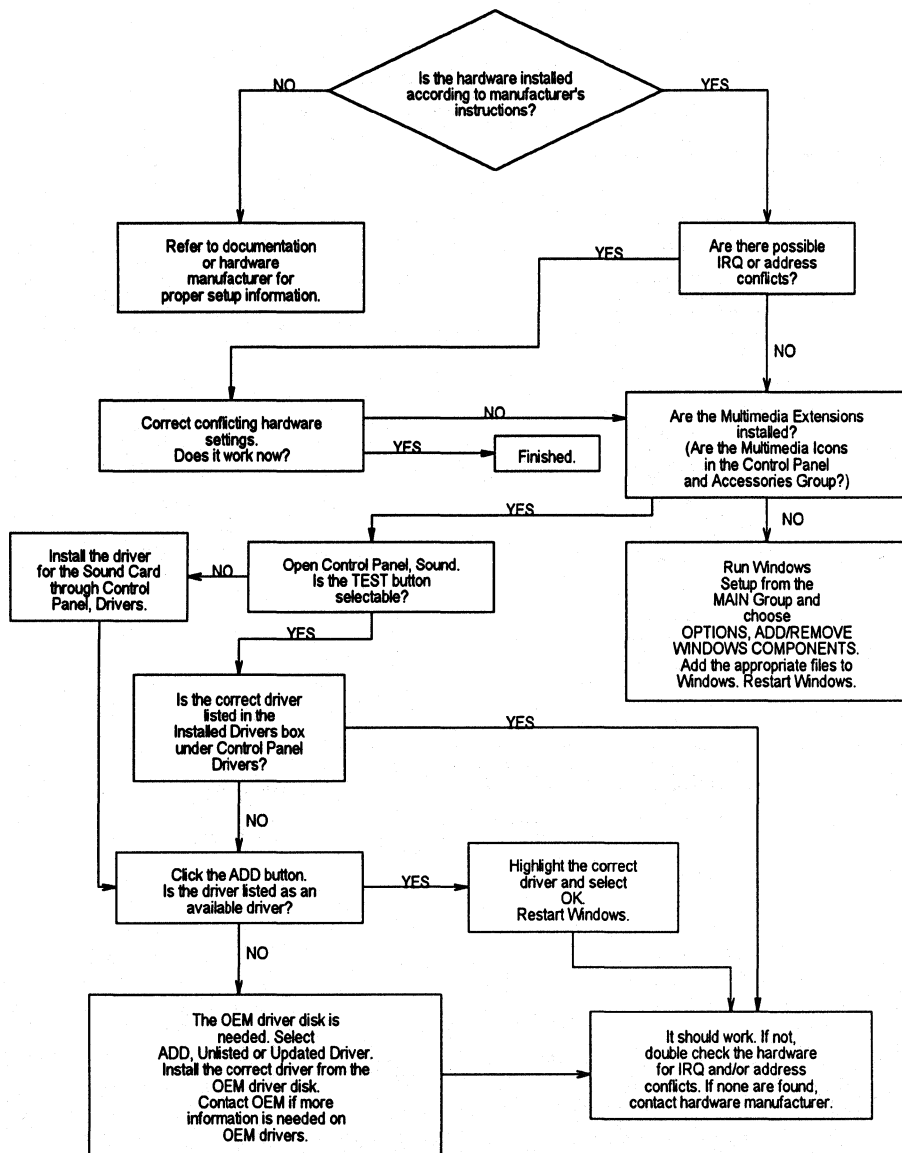 Is the hardware installed
according to manufacturer's
instructions?
NO
YES
Refer to documentation
or hardware
manufacturer for
proper setup information.
Are there possible
IRQ or address
conflicts?
YES
NO
Correct conflicting hardware
settings.
Does it work now?
NO
YES
Finished.
Are the Multimedia Extensions
installed?
(Are the Multimedia Icons
in the Control Panel
and Accessories Group?)
YES
NO
Install the driver
for the Sound Card
through Control
Panel, Drivers.
NO
Open Control Panel, Sound.
Is the TEST button
selectable?
YES
Run Windows
Setup from the
MAIN Group and
choose
OPTIONS, ADD/REMOVE
WINDOWS COMPONENTS.
Add the appropriate files to
Windows. Restart Windows.
Is the correct driver
listed in the
Installed Drivers box
under Control Panel
Drivers?
YES
NO
Click the ADD button.
Is the driver listed as an
available driver?
YES
Highlight the correct
driver and select
OK.
Restart Windows.
NO
The OEM driver disk is
needed. Select
ADD, Unlisted or Updated Driver.
Install the correct driver from the
OEM driver disk.
Contact OEM if more
information is needed on
OEM drivers.
It should work. If not,
double check the hardware
for IRQ and/or address
conflicts. If none are found,
contact hardware manufacturer.